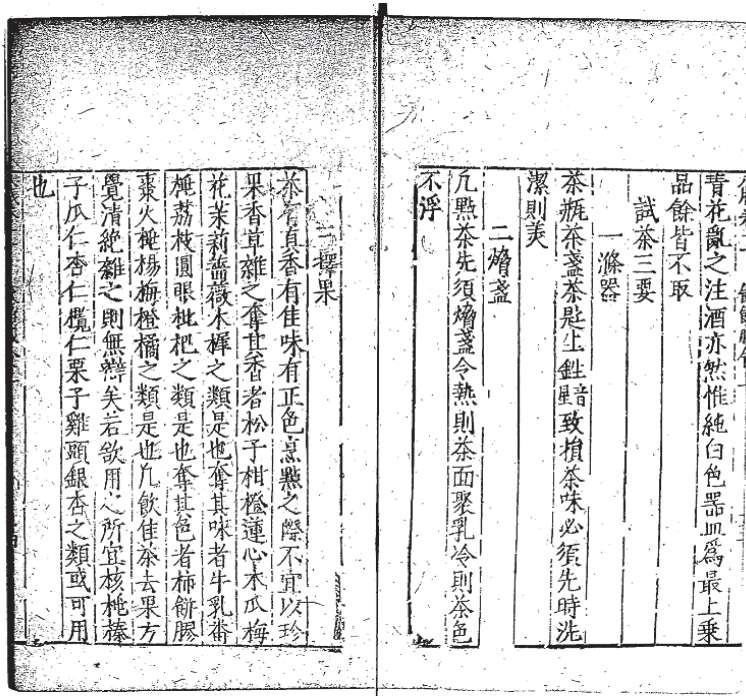 青花亂之注酒亦然惟純白色器皿爲最上乘
品餘皆不取
試茶三要
一滌器
茶瓶茶盞茶匙生鉎致損茶味必須先時洗
潔則美
二熁盞
凢點茶先須熁盞令熱則茶面聚乳冷則茶色
不浮
三擇果
茶有真香有佳味有正色烹點之際不宜以珍
果香草雜之奪其香者松子柑橙蓮心木瓜梅
花茉莉薔薇木樨之類是也奪其味者牛乳番
桃荔枝圓眼枇杷之類是也奪其色者柿餅膠
棗火桃楊梅橙橘之類是也凢飲佳茶去果方
覺清絶雜之則無辯矣若欲用之所宜核桃榛
子瓜仁杏仁欖仁栗子雞頭銀杏之類或可用
也